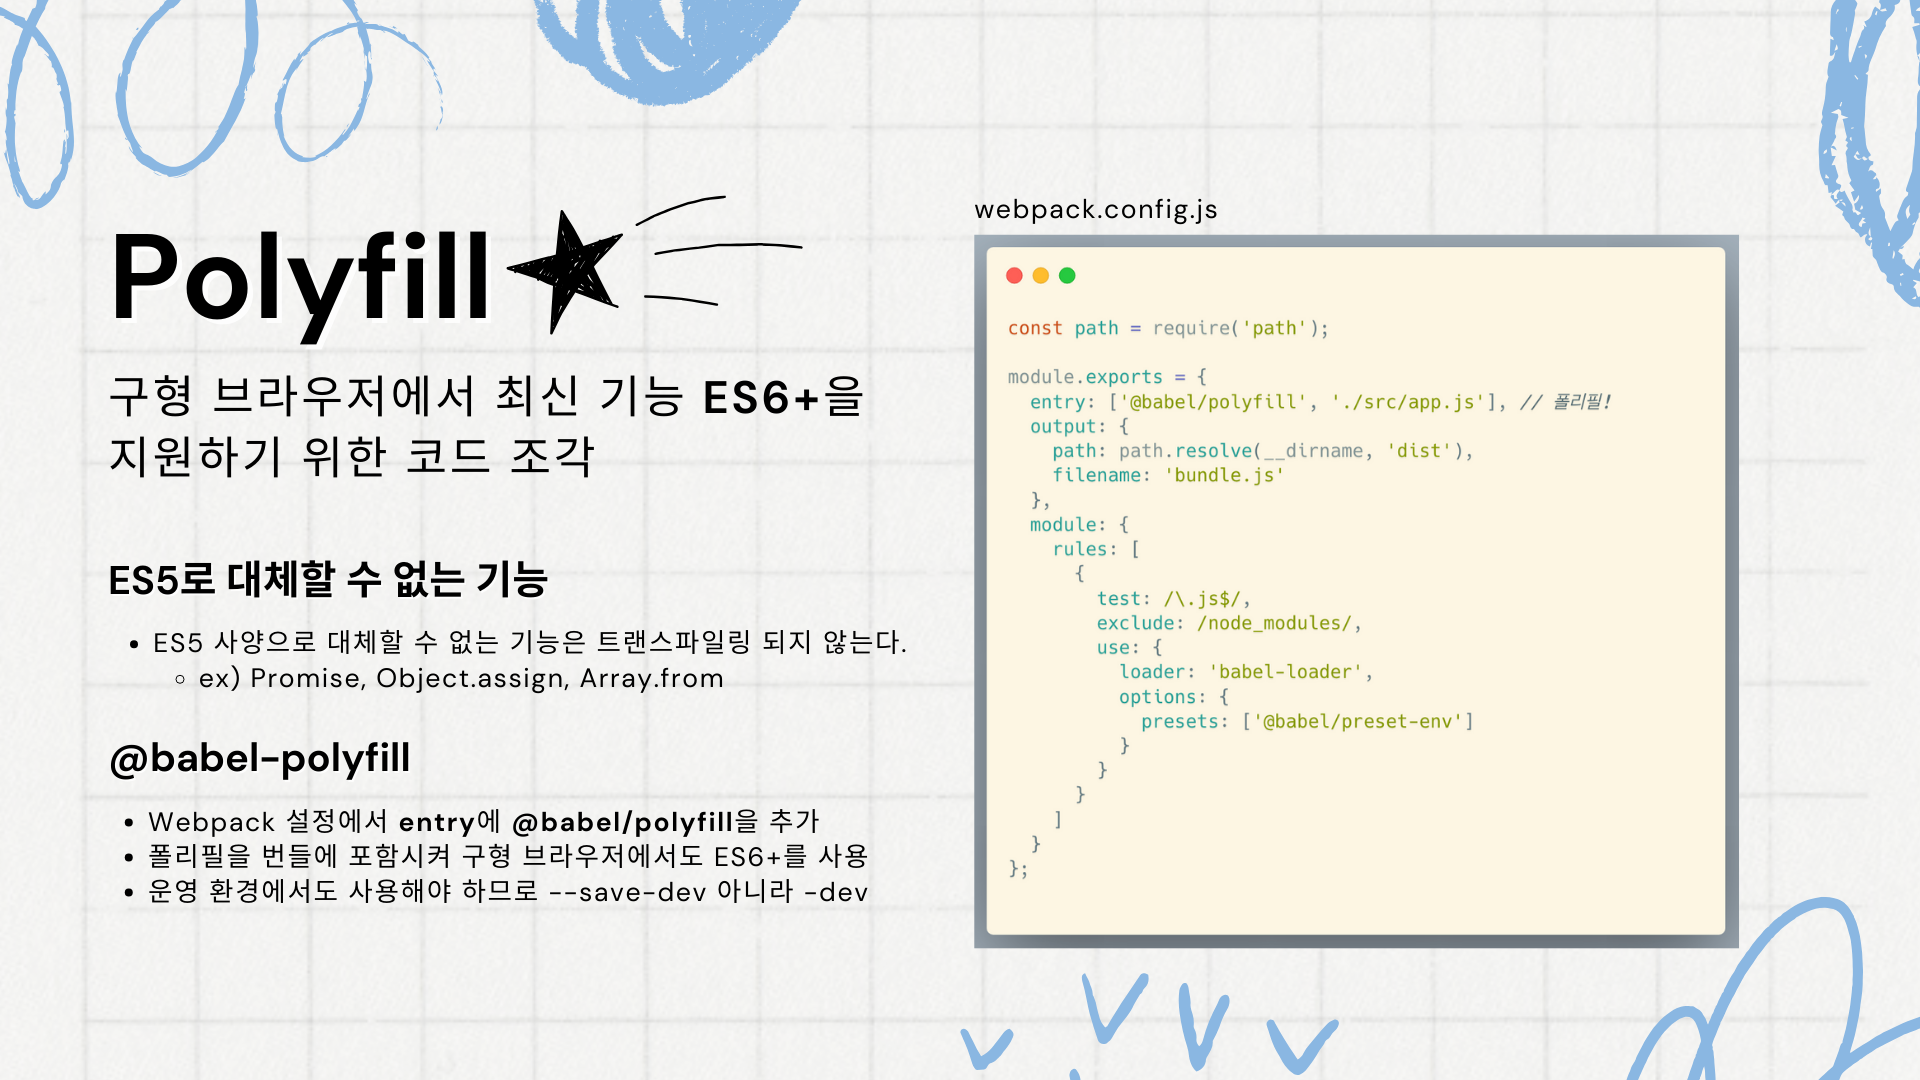 Polyfill
구형 브라우저에서 최신 기능 ES6+을
지원하기 위한 코드 조각
ES5로 대체할 수 없는 기능
• ES5 사양으로 대체할 수 없는 기능은 트랜스파일링 되지 않는다.
◦ ex) Promise, Object.assign, Array.from
@babel-polyfill
• Webpack 설정에서 entry에 @babel/polyfill을 추가
• 폴리필을 번들에 포함시켜 구형 브라우저에서도 ES6+를 사용
• 운영 환경에서도 사용해야 하므로 --save-dev 아니라 -dev
webpack.config.js
const path = require('path');
module.exports = {
  entry: ['@babel/polyfill', './src/app.js'], // 폴리필!
  output: {
    path: path.resolve(__dirname, 'dist'),
    filename: 'bundle.js'
  },
  module: {
    rules: [
      {
        test: /\.js$/,
        exclude: /node_modules/,
        use: {
          loader: 'babel-loader',
          options: {
            presets: ['@babel/preset-env']
          }
        }
      }
    ]
  }
};